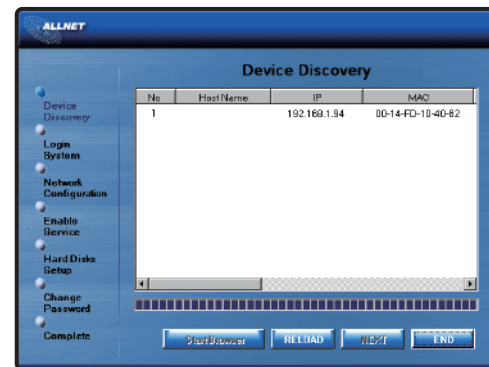 ALLNET
Device Discovery
Device
Discovery
Login
System
Network
Configuration
Enable
Service
Hard Disks
Setup
Change
Password
Complete
No Host Name IP MAC
1 192.168.1.94 00-14-FD-10-40-62
Start Browser RELOAD NEXT END